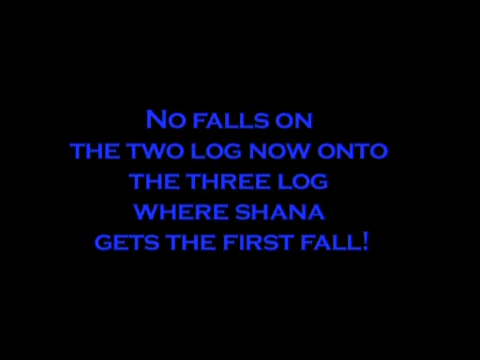 No falls on
the two log now onto
the three log
where shana
gets the first fall!